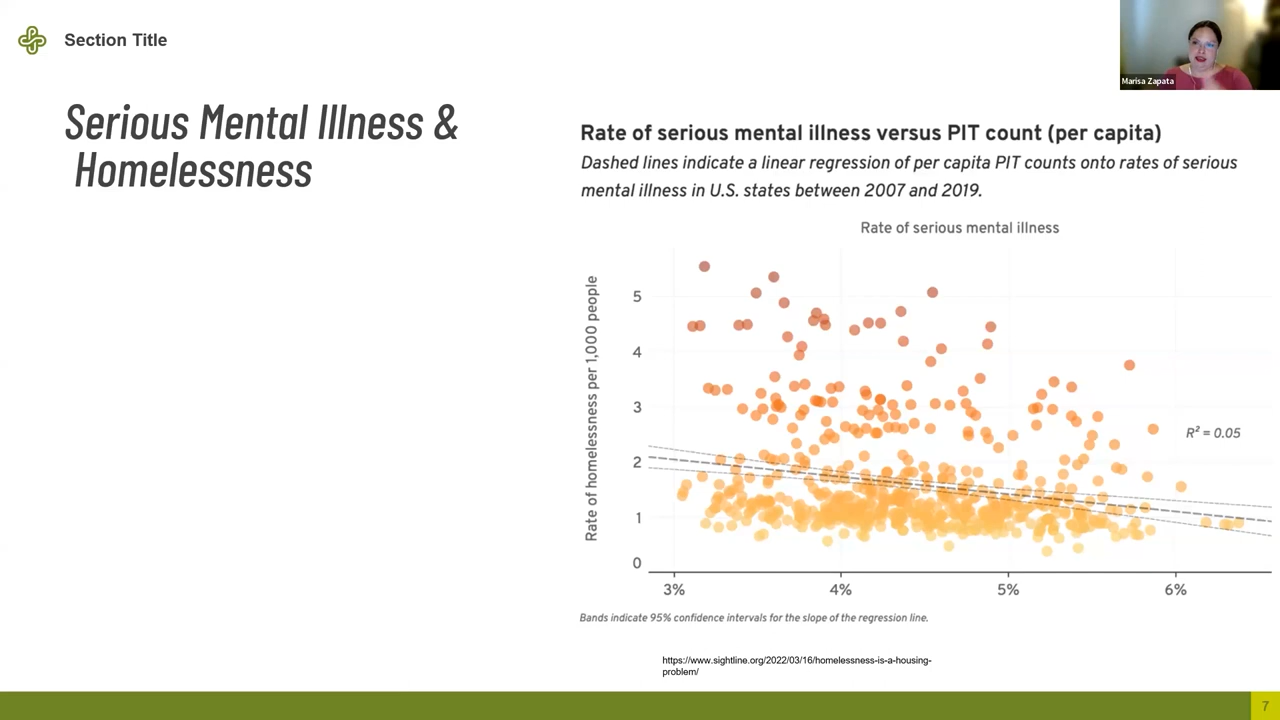 Section Title
Marisa Zapata
Serious Mental Illness &
Homelessness
Rate of serious mental illness versus PIT count (per capita)
Dashed lines indicate a linear regression of per capita PIT counts onto rates of serious
mental illness in U.S. states between 2007 and 2019.
Rate of serious mental illness
Rate of homelessness per 1,000 people
5
4
3
2
1
0
R² = 0.05
3%
4%
5%
6%
Bands indicate 95% confidence intervals for the slope of the regression line.
https://www.sightline.org/2022/03/16/homelessness-is-a-housing-
problem/
7